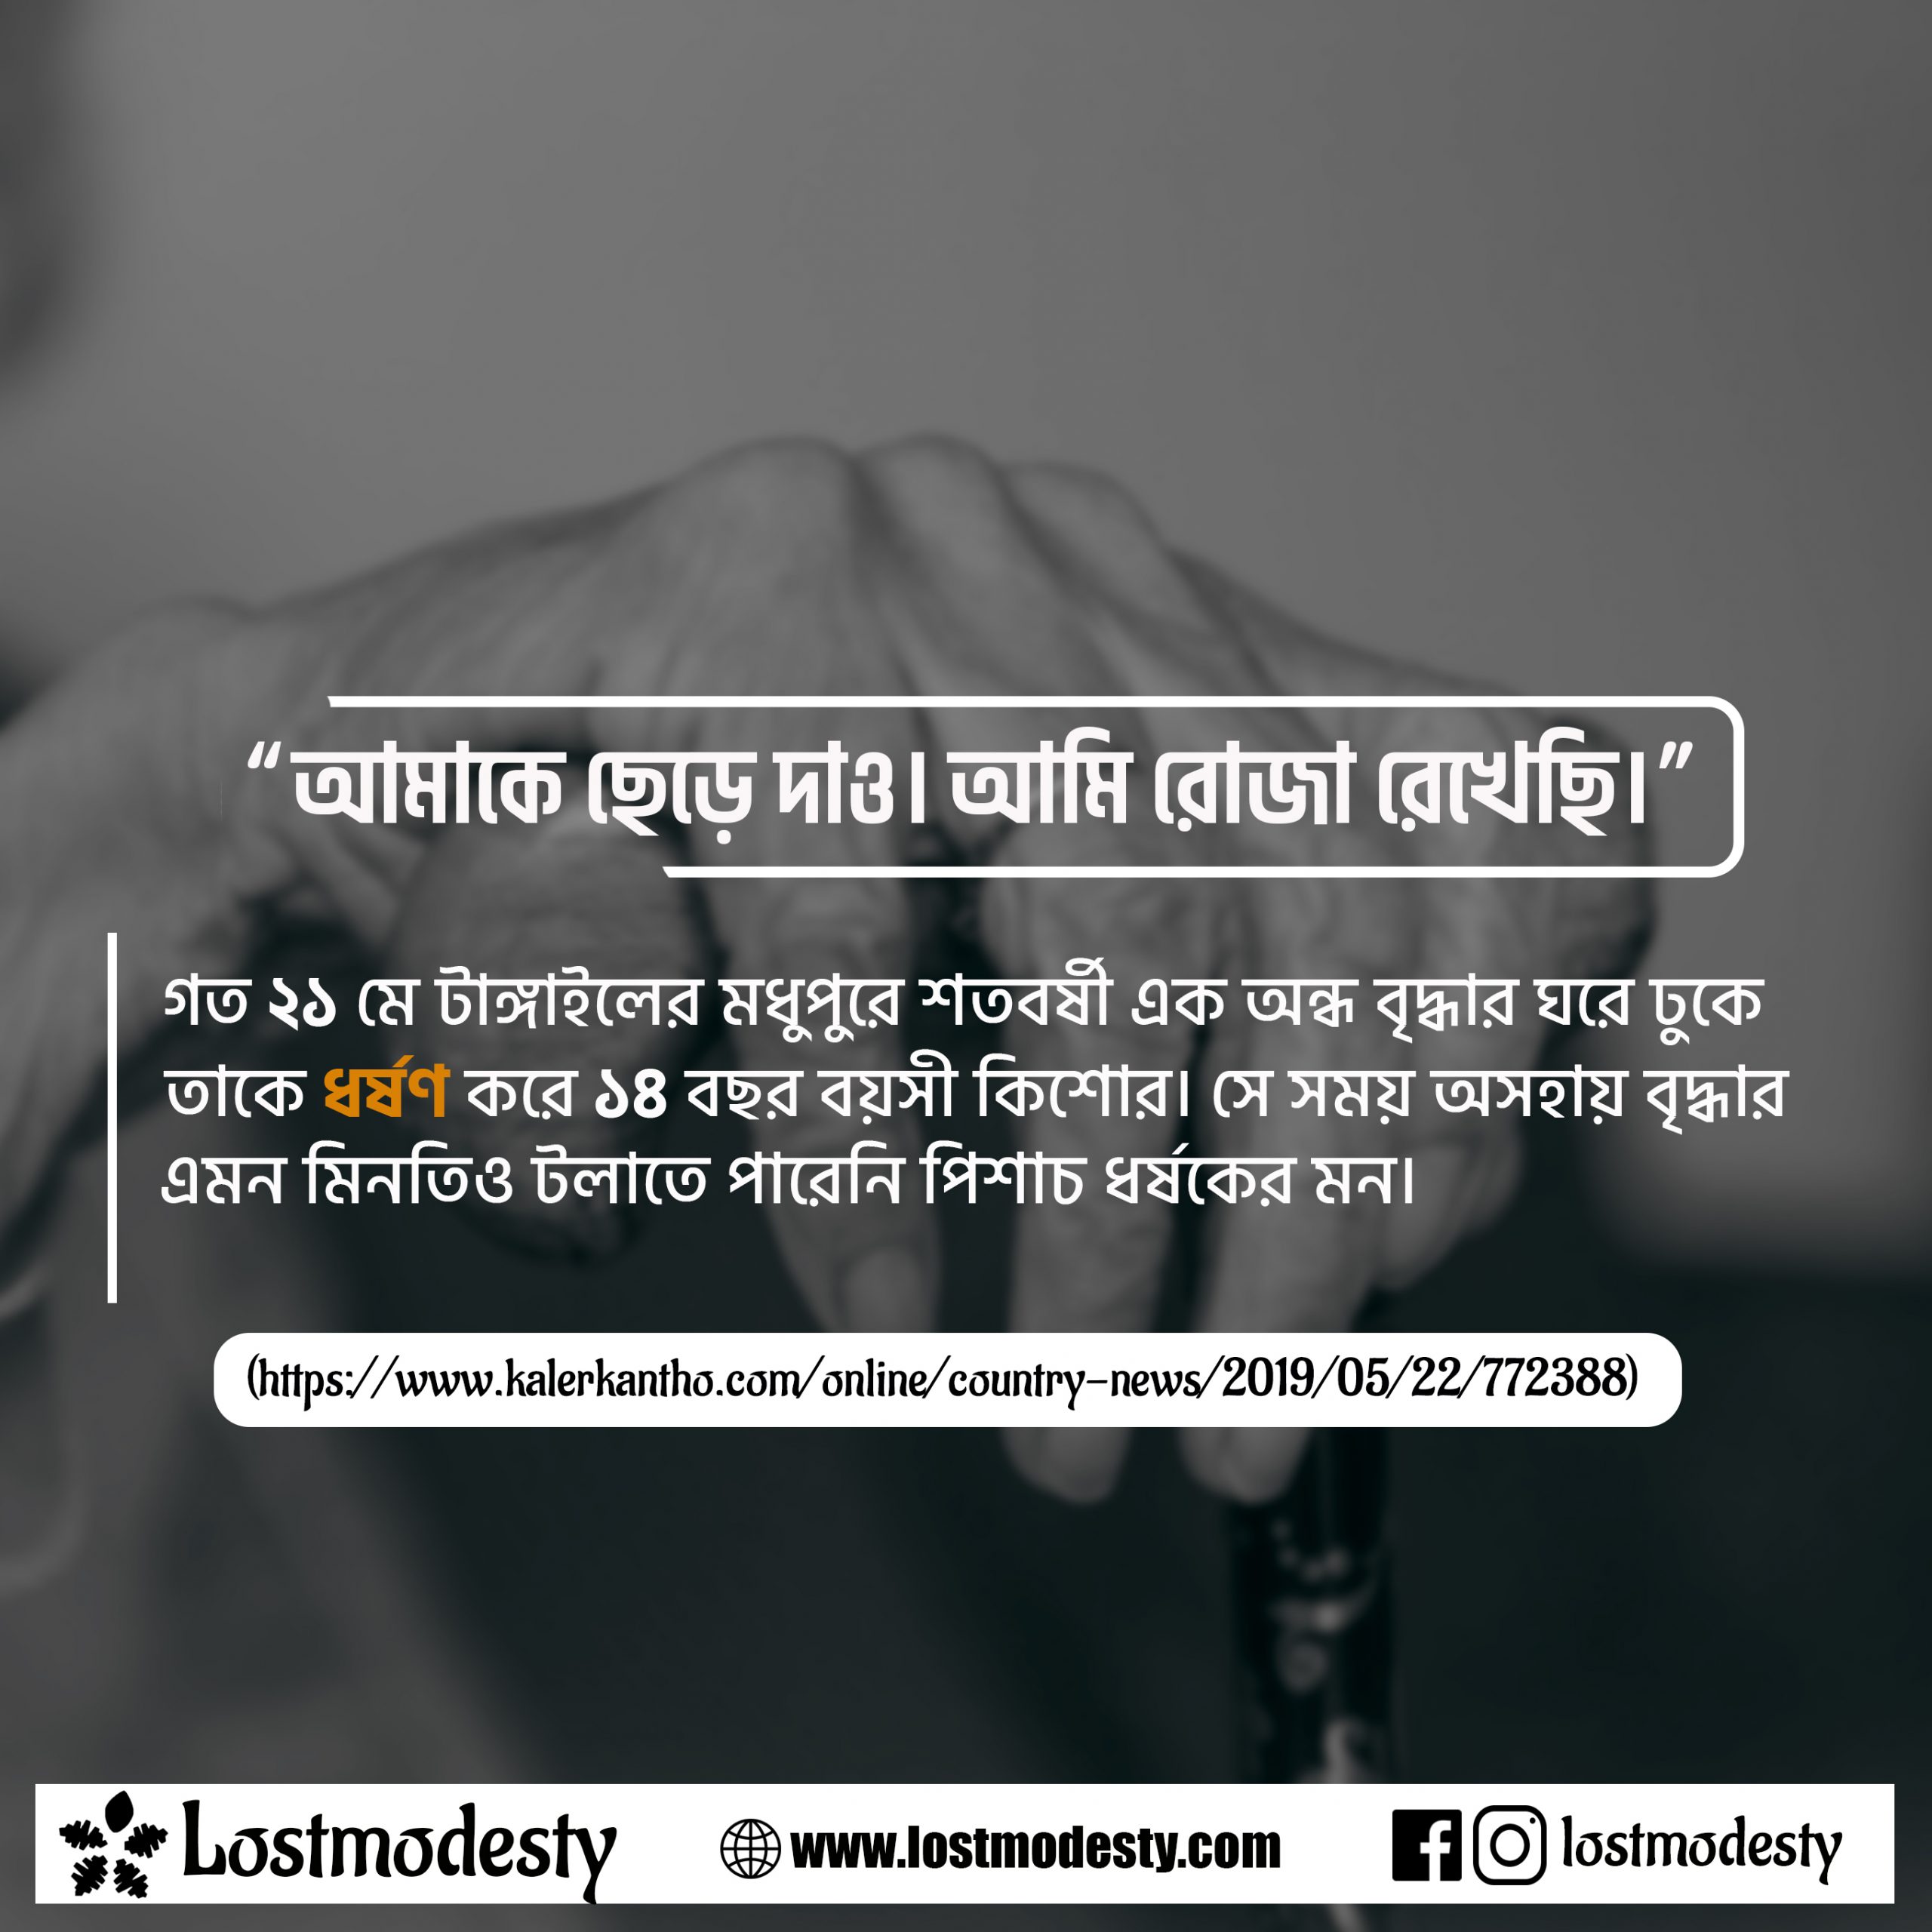 “আমাকে ছেড়ে দাও। আমি রোজা রেখেছি।”
গত ২১ মে টাঙ্গাইলের মধুপুরে শতবর্ষী এক অন্ধ বৃদ্ধার ঘরে ঢুকে
তাকে ধর্ষণ করে ১৪ বছর বয়সী কিশোর। সে সময় অসহায় বৃদ্ধার
এমন মিনতিও টলাতে পারেনি পিশাচ ধর্ষকের মন।
(https://www.kalerkantho.com/online/country-news/2019/05/22/772388)
Lostmodesty www.lostmodesty.com lostmodesty